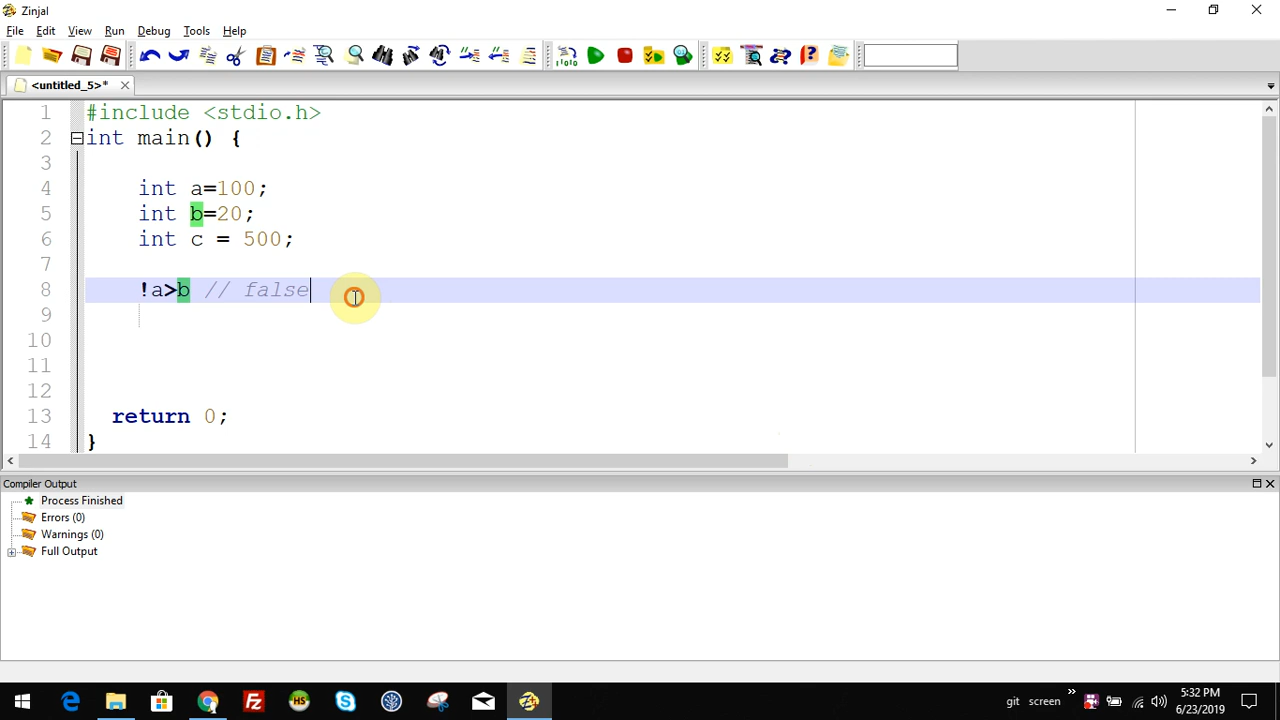 Zinjal
File Edit View Run Debug Tools Help
<untitled_5>*
1 #include <stdio.h>
2 int main() {
3
4 int a=100;
5 int b=20;
6 int c = 500;
7
8 !a>b // false
9
10
11
12
13 return 0;
14 }
Compiler Output
Process Finished
Errors (0)
Warnings (0)
Full Output
git screen
5:32 PM
6/23/2019